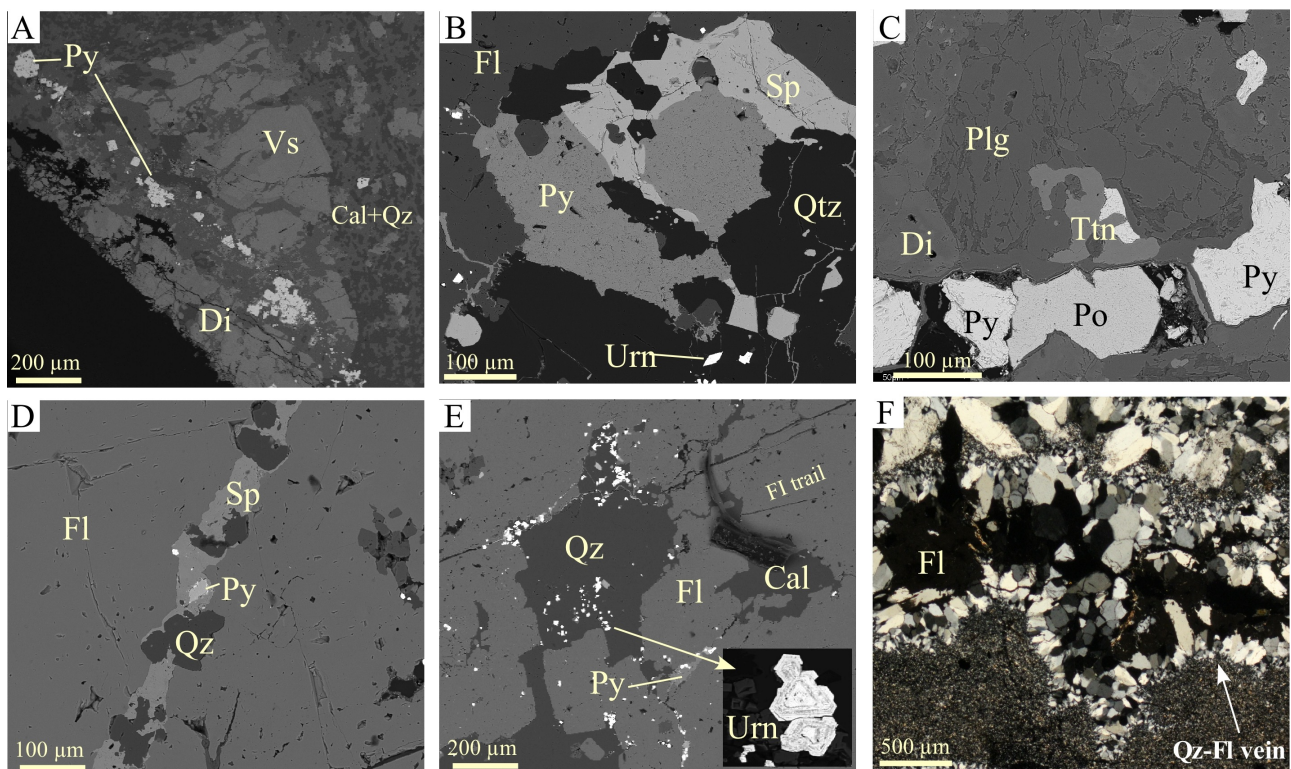 A
Py
Vs
Cal+Qz
Di
200 µm
B
Fl
Sp
Py
Qtz
Urn
100 µm
C
Plg
Ttn
Di
Py
Py
Po
100 µm
50µm
D
Sp
Fl
Py
Qz
100 µm
E
FI trail
Qz
Fl
Cal
Py
Urn
200 µm
F
Fl
500 µm
Qz-Fl vein